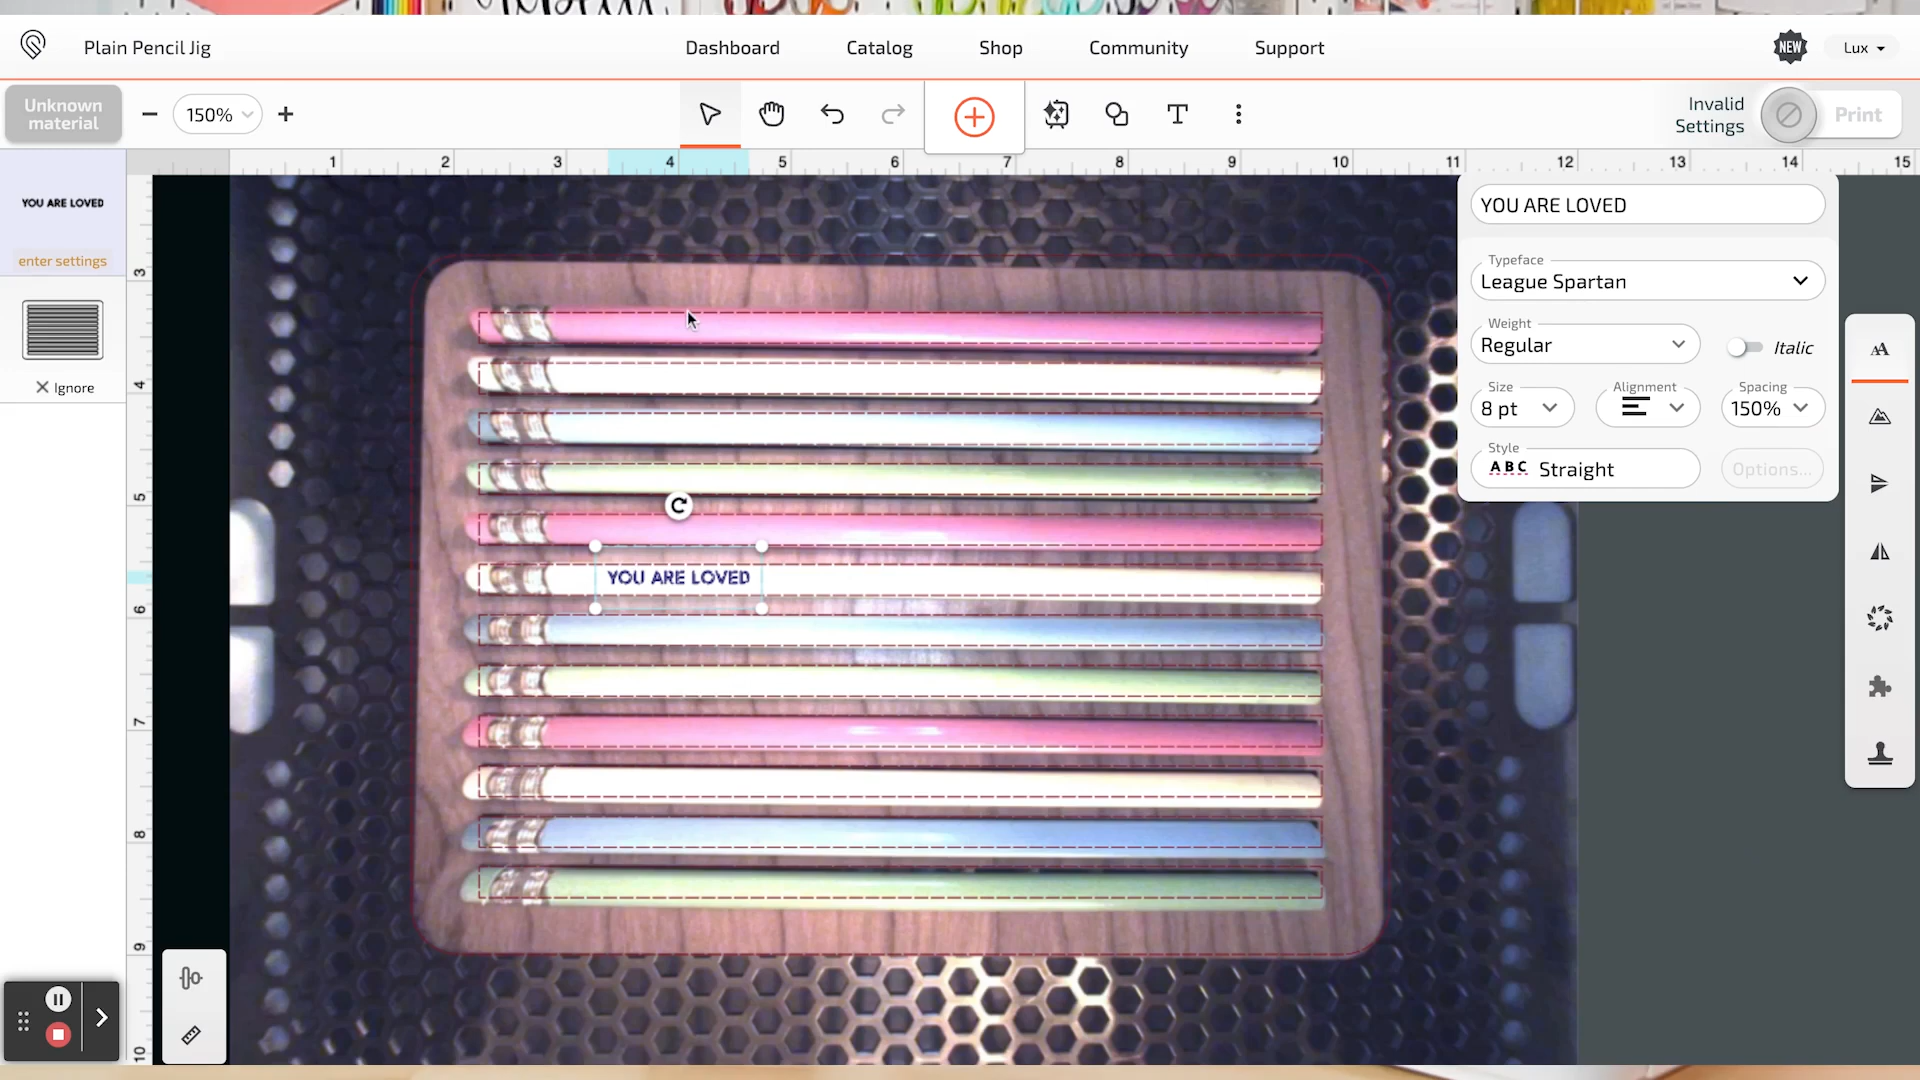 Plain Pencil Jig
Dashboard
Catalog
Shop
Community
Support
NEW
Lux
Unknown
material
150%
T
Invalid
Settings
Print
1 2 3 4 5 6 7 8 9 10 11 12 13 14 15
YOU ARE LOVED
enter settings
Ignore
3
4
5
6
7
8
9
10
YOU ARE LOVED
YOU ARE LOVED
Typeface
League Spartan
Weight
Regular
Italic
Size
8 pt
Alignment
Spacing
150%
Style
ABC Straight
Options...
AA